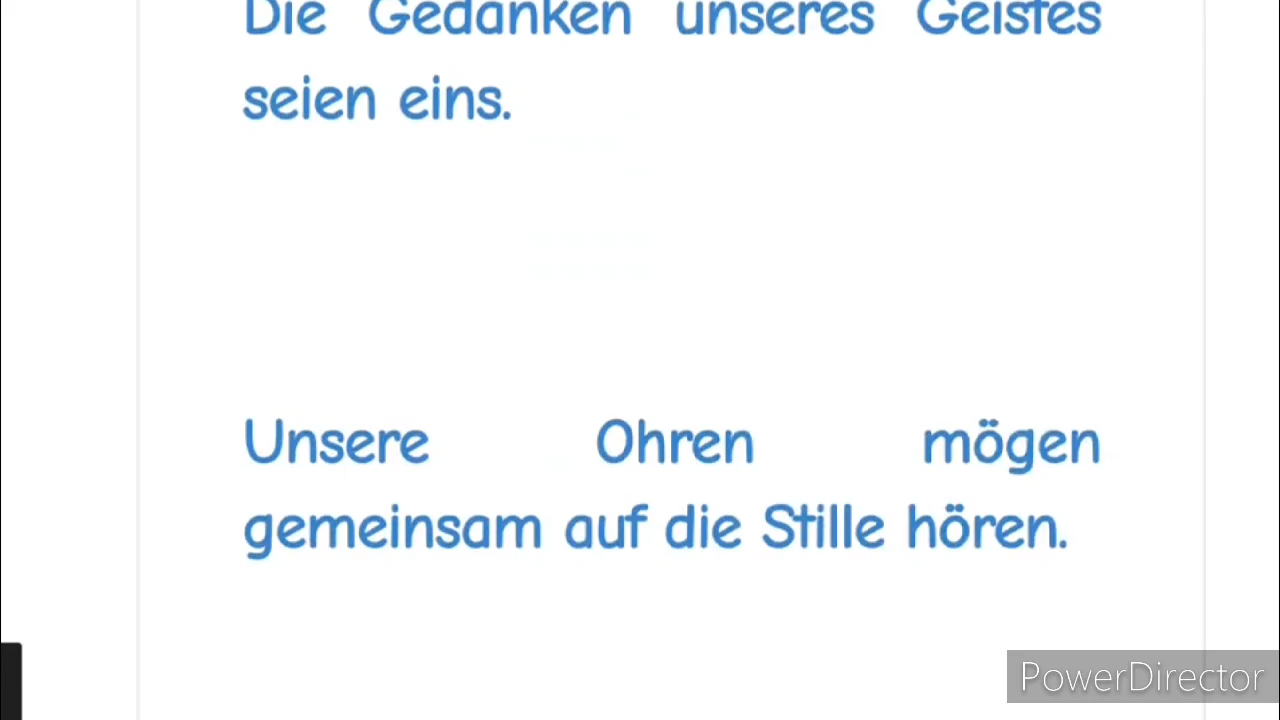 Die Gedanken unseres Geistes
seien eins.
Unsere Ohren mögen
gemeinsam auf die Stille hören.
PowerDirector